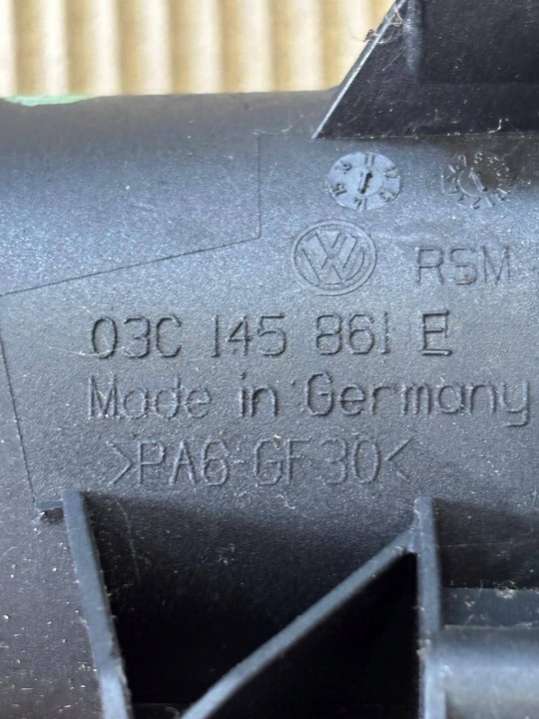 RSM
03C 145 861 E
Made in Germany
>PA6-GF30<